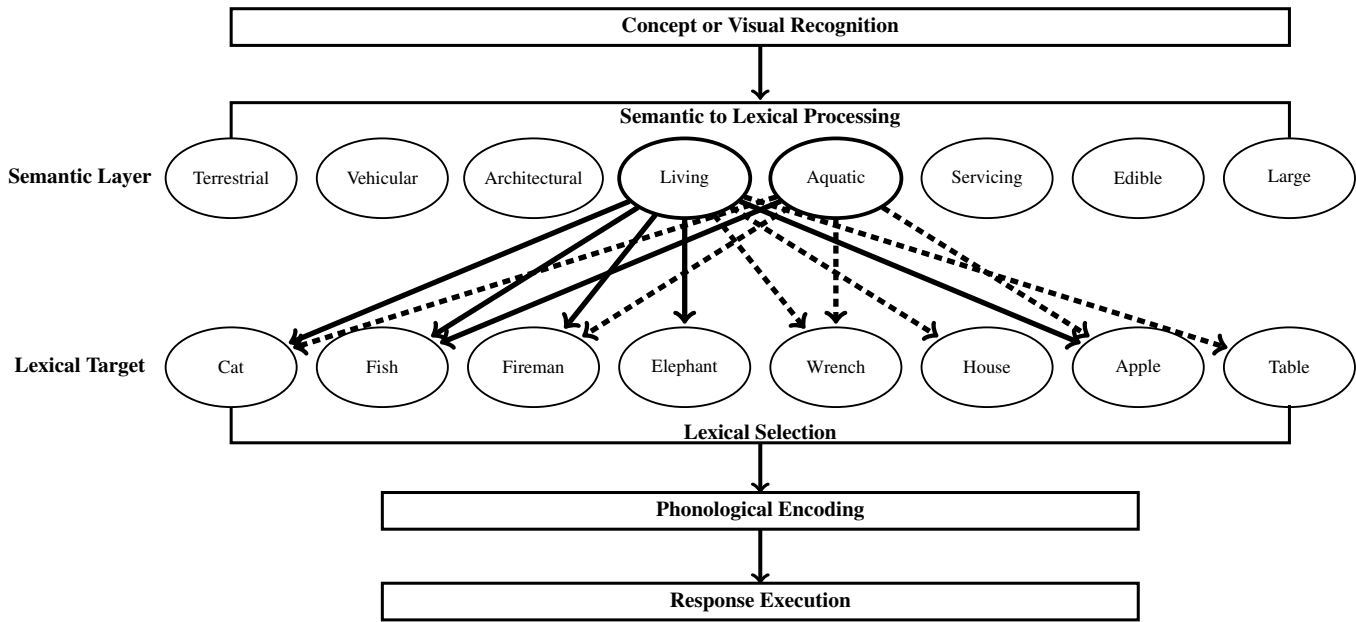 Concept or Visual Recognition
Semantic to Lexical Processing
Semantic Layer Terrestrial Vehicular Architectural Living Aquatic Servicing Edible Large
Lexical Target Cat Fish Fireman Elephant Wrench House Apple Table
Lexical Selection
Phonological Encoding
Response Execution